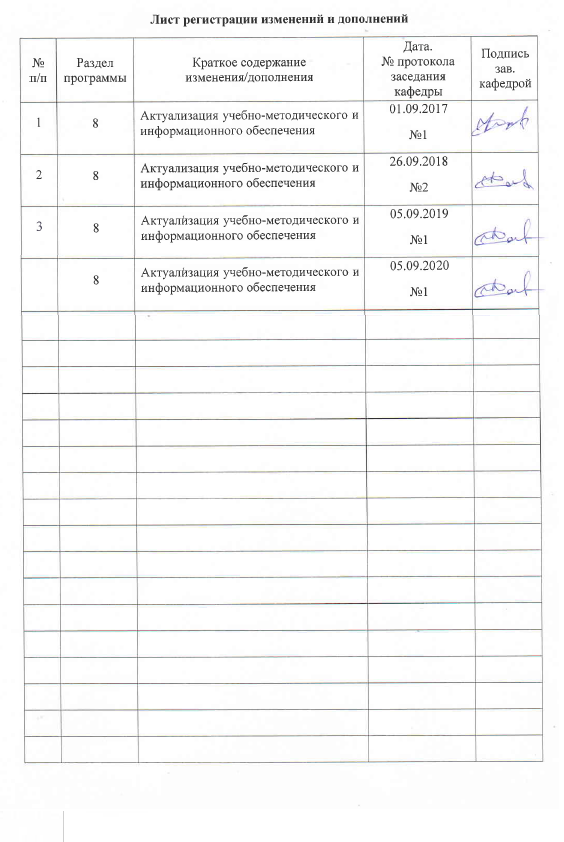 Лист регистрации изменений и дополнений
№
п/п
Раздел
программы
Краткое содержание
изменения/дополнения
Дата.
№ протокола
заседания
кафедры
Подпись
зав.
кафедрой
1
8
Актуализация учебно-методического и
информационного обеспечения
01.09.2017
№1
2
8
Актуализация учебно-методического и
информационного обеспечения
26.09.2018
№2
3
8
Актуализация учебно-методического и
информационного обеспечения
05.09.2019
№1
8
Актуализация учебно-методического и
информационного обеспечения
05.09.2020
№1